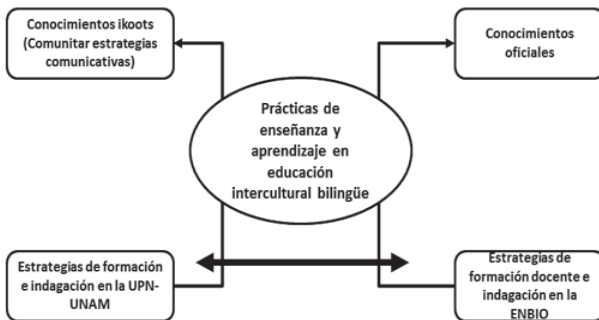 Conocimientos ikoots
(Comunitar estrategias
comunicativas)
Conocimientos
oficiales
Prácticas de
enseñanza y
aprendizaje en
educación
intercultural bilingüe
Estrategias de formación
e indagación en la UPN-
UNAM
Estrategias de
formación docente e
indagación en la
ENBIO